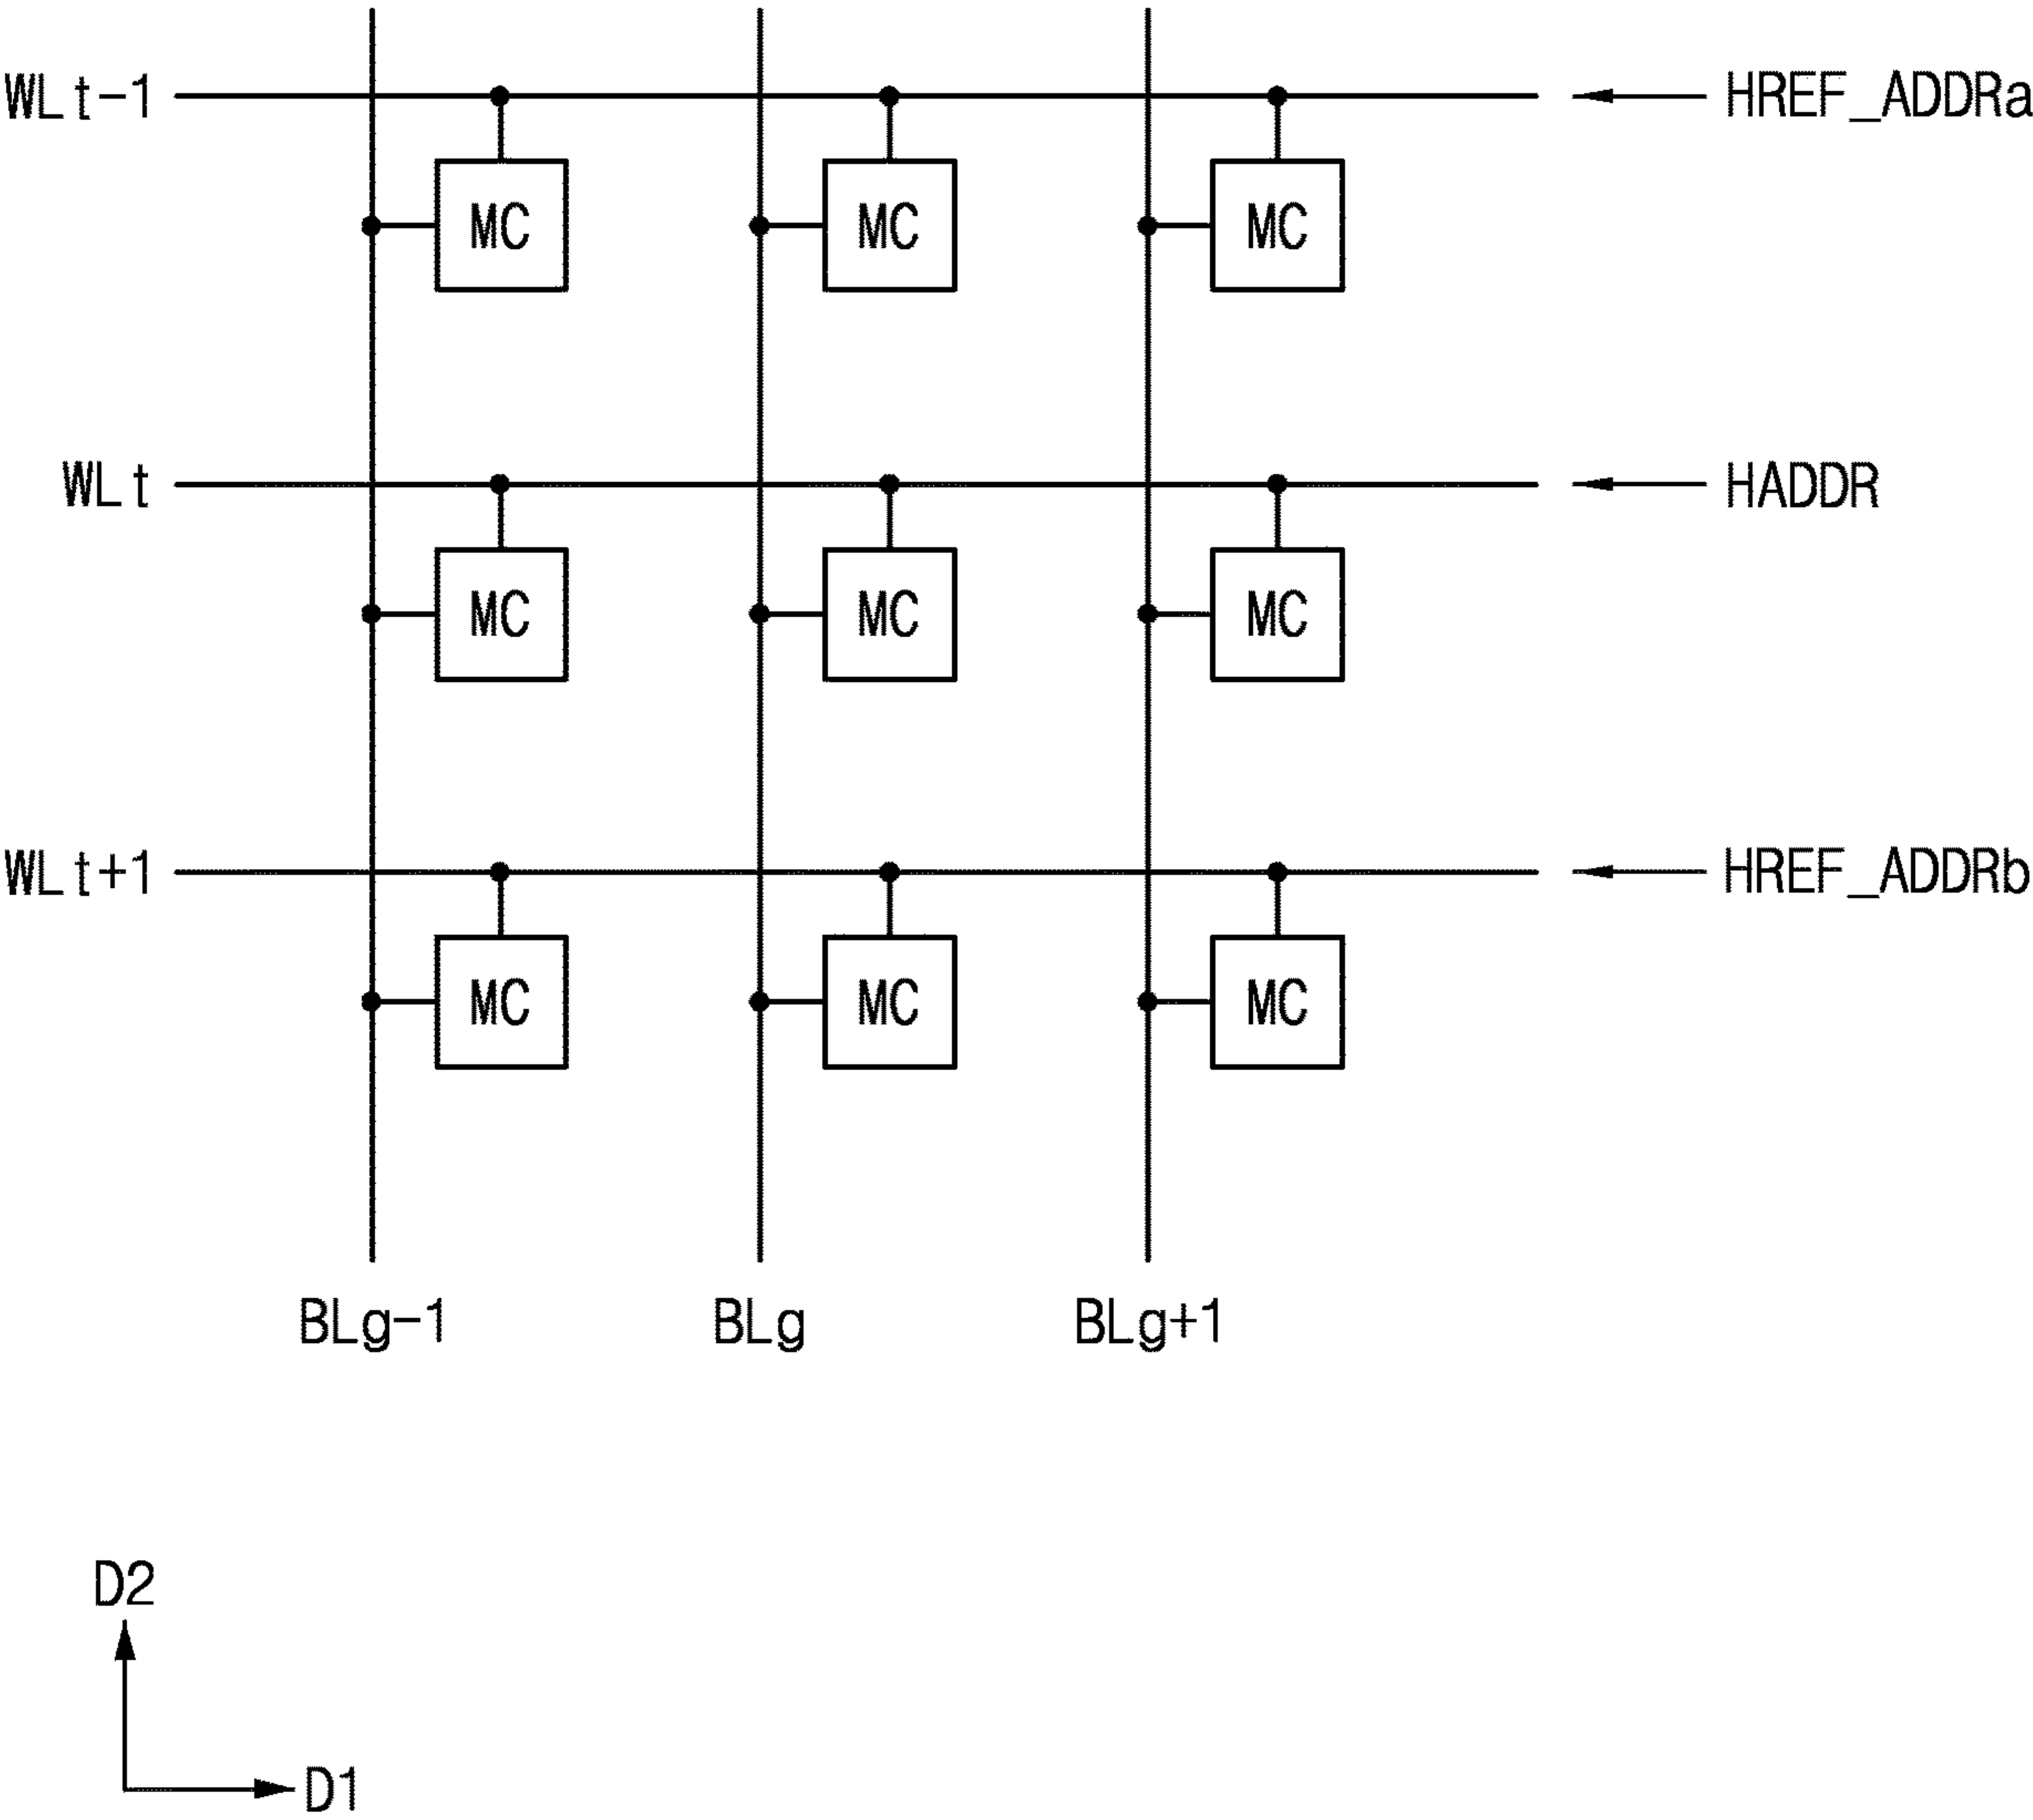 WLt-1 HREF_ADDRa
MC MC MC
WLt HADDR
MC MC MC
WLt+1 HREF_ADDRb
MC MC MC
BLg-1 BLg BLg+1
D2
D1